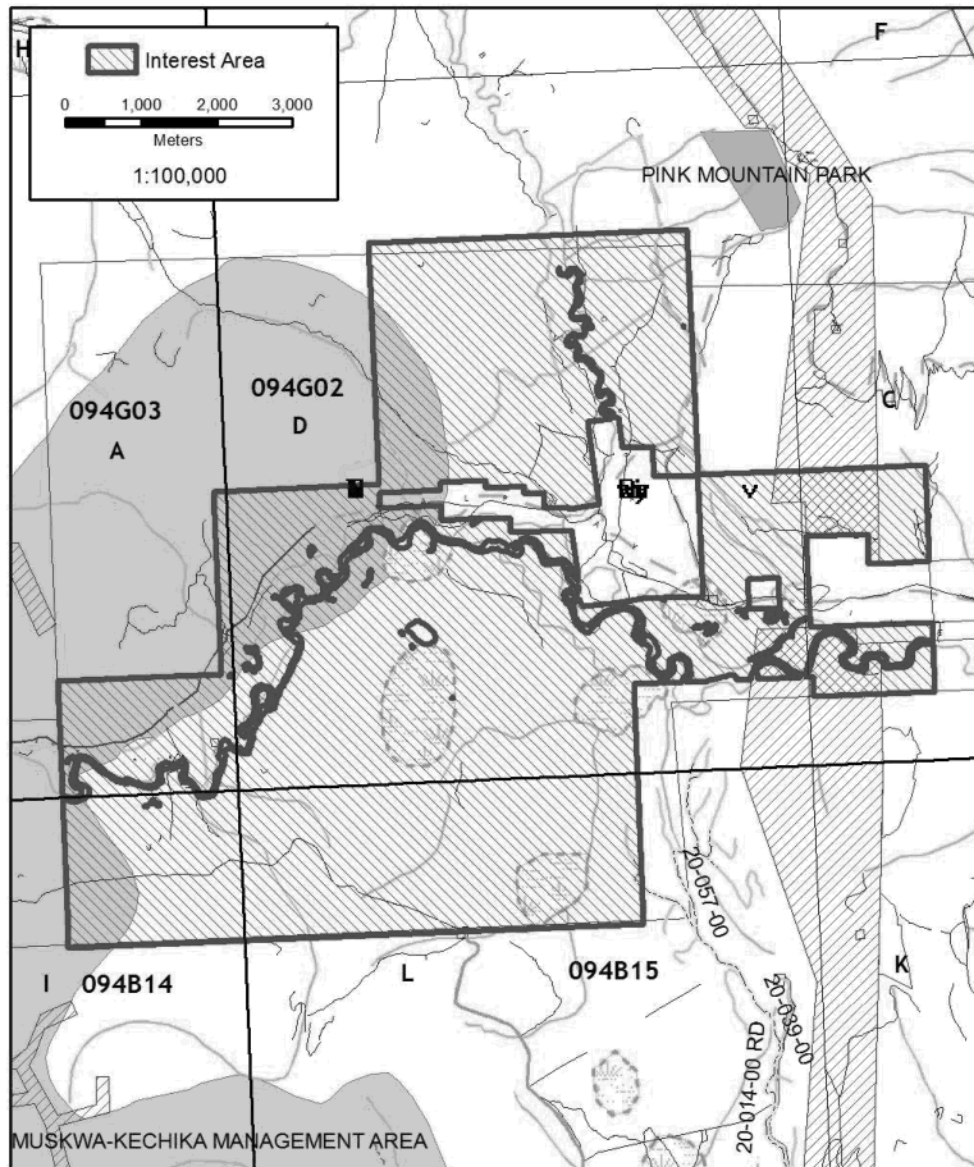 H
F
Interest Area
0 1,000 2,000 3,000
Meters
1:100,000
PINK MOUNTAIN PARK
094G03
A
094G02
D
C
20-057-00
20-039-00
20-014-00 RD
I
094B14
L
094B15
K
MUSKWA-KECHIKA MANAGEMENT AREA